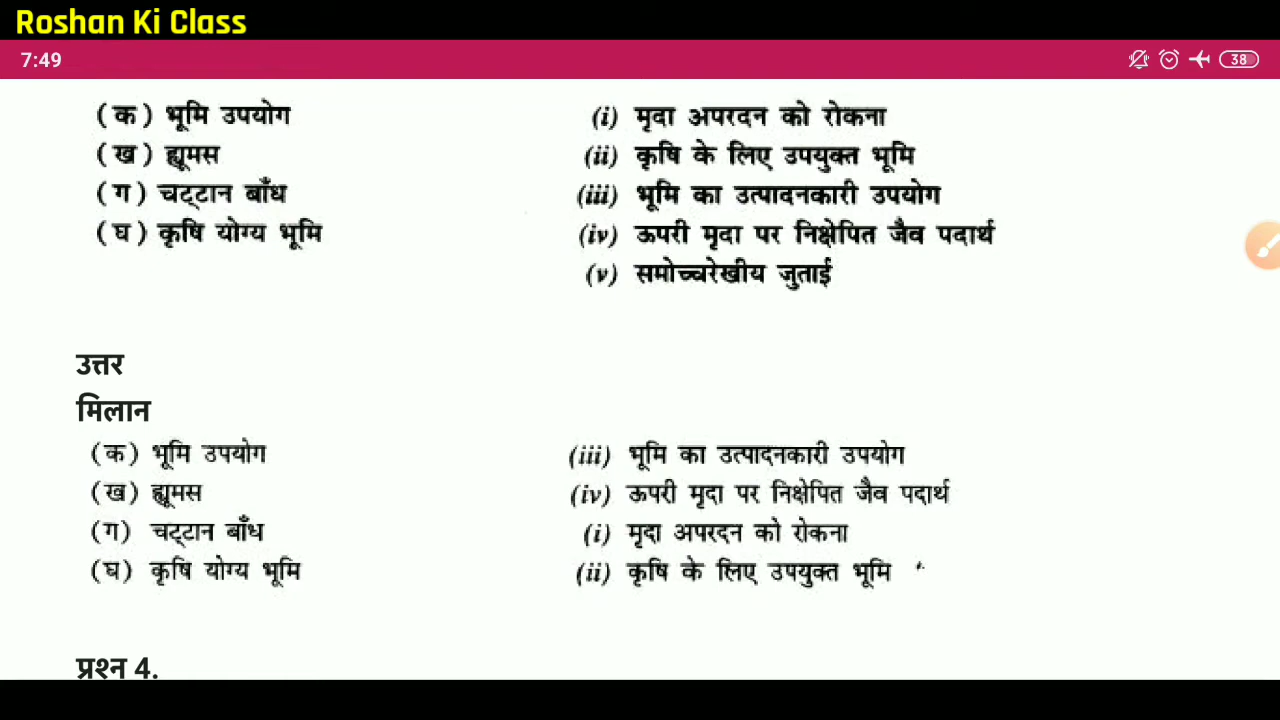 Roshan Ki Class
7:49 38
(क) भूमि उपयोग (i) मृदा अपरदन को रोकना
(ख) ह्यूमस (ii) कृषि के लिए उपयुक्त भूमि
(ग) चट्टान बाँध (iii) भूमि का उत्पादनकारी उपयोग
(घ) कृषि योग्य भूमि (iv) ऊपरी मृदा पर निक्षेपित जैव पदार्थ
(v) समोच्चरेखीय जुताई
उत्तर
मिलान
(क) भूमि उपयोग (iii) भूमि का उत्पादनकारी उपयोग
(ख) ह्यूमस (iv) ऊपरी मृदा पर निक्षेपित जैव पदार्थ
(ग) चट्टान बाँध (i) मृदा अपरदन को रोकना
(घ) कृषि योग्य भूमि (ii) कृषि के लिए उपयुक्त भूमि
प्रश्न 4.